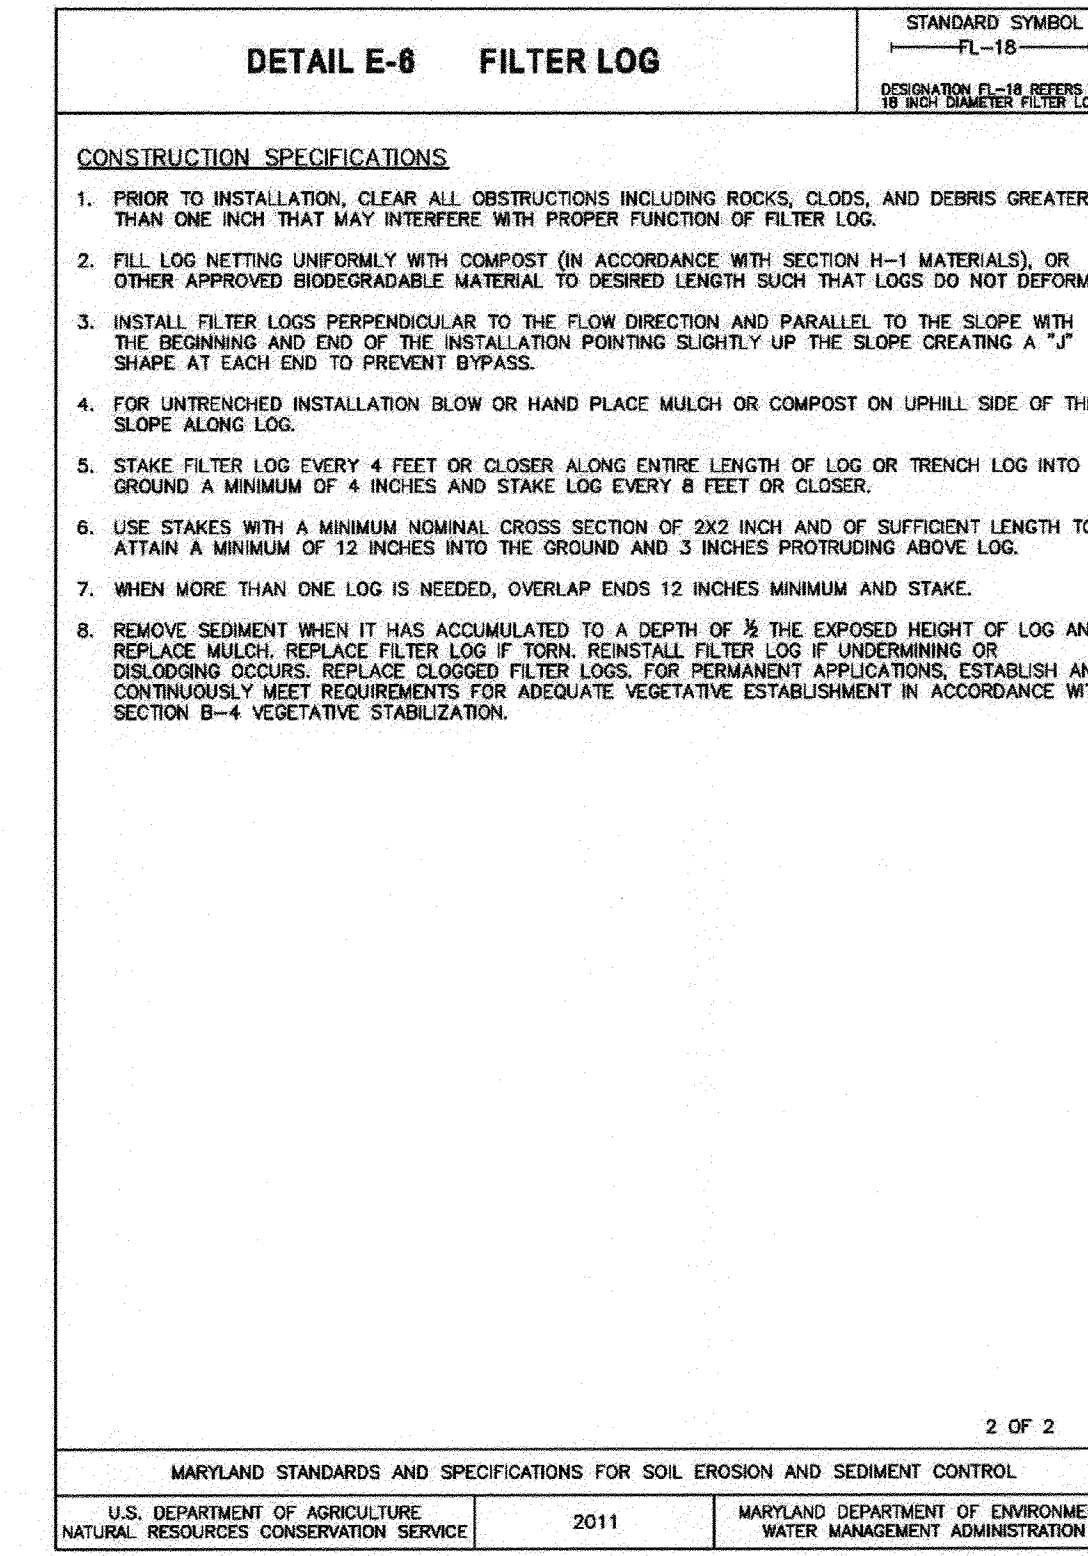 DETAIL E-6 FILTER LOG
STANDARD SYMBOL
FL-18
DESIGNATION FL-18 REFERS
18 INCH DIAMETER FILTER LO
CONSTRUCTION SPECIFICATIONS
1. PRIOR TO INSTALLATION, CLEAR ALL OBSTRUCTIONS INCLUDING ROCKS, CLODS, AND DEBRIS GREATER
THAN ONE INCH THAT MAY INTERFERE WITH PROPER FUNCTION OF FILTER LOG.
2. FILL LOG NETTING UNIFORMLY WITH COMPOST (IN ACCORDANCE WITH SECTION H-1 MATERIALS), OR
OTHER APPROVED BIODEGRADABLE MATERIAL TO DESIRED LENGTH SUCH THAT LOGS DO NOT DEFORM
3. INSTALL FILTER LOGS PERPENDICULAR TO THE FLOW DIRECTION AND PARALLEL TO THE SLOPE WITH
THE BEGINNING AND END OF THE INSTALLATION POINTING SLIGHTLY UP THE SLOPE CREATING A "J"
SHAPE AT EACH END TO PREVENT BYPASS.
4. FOR UNTRENCHED INSTALLATION BLOW OR HAND PLACE MULCH OR COMPOST ON UPHILL SIDE OF TH
SLOPE ALONG LOG.
5. STAKE FILTER LOG EVERY 4 FEET OR CLOSER ALONG ENTIRE LENGTH OF LOG OR TRENCH LOG INTO
GROUND A MINIMUM OF 4 INCHES AND STAKE LOG EVERY 8 FEET OR CLOSER.
6. USE STAKES WITH A MINIMUM NOMINAL CROSS SECTION OF 2X2 INCH AND OF SUFFICIENT LENGTH TO
ATTAIN A MINIMUM OF 12 INCHES INTO THE GROUND AND 3 INCHES PROTRUDING ABOVE LOG.
7. WHEN MORE THAN ONE LOG IS NEEDED, OVERLAP ENDS 12 INCHES MINIMUM AND STAKE.
8. REMOVE SEDIMENT WHEN IT HAS ACCUMULATED TO A DEPTH OF ½ THE EXPOSED HEIGHT OF LOG AN
REPLACE MULCH. REPLACE FILTER LOG IF TORN. REINSTALL FILTER LOG IF UNDERMINING OR
DISLODGING OCCURS. REPLACE CLOGGED FILTER LOGS. FOR PERMANENT APPLICATIONS, ESTABLISH AN
CONTINUOUSLY MEET REQUIREMENTS FOR ADEQUATE VEGETATIVE ESTABLISHMENT IN ACCORDANCE WI
SECTION B-4 VEGETATIVE STABILIZATION.
2 OF 2
MARYLAND STANDARDS AND SPECIFICATIONS FOR SOIL EROSION AND SEDIMENT CONTROL
U.S. DEPARTMENT OF AGRICULTURE
NATURAL RESOURCES CONSERVATION SERVICE
2011
MARYLAND DEPARTMENT OF ENVIRONME
WATER MANAGEMENT ADMINISTRATION